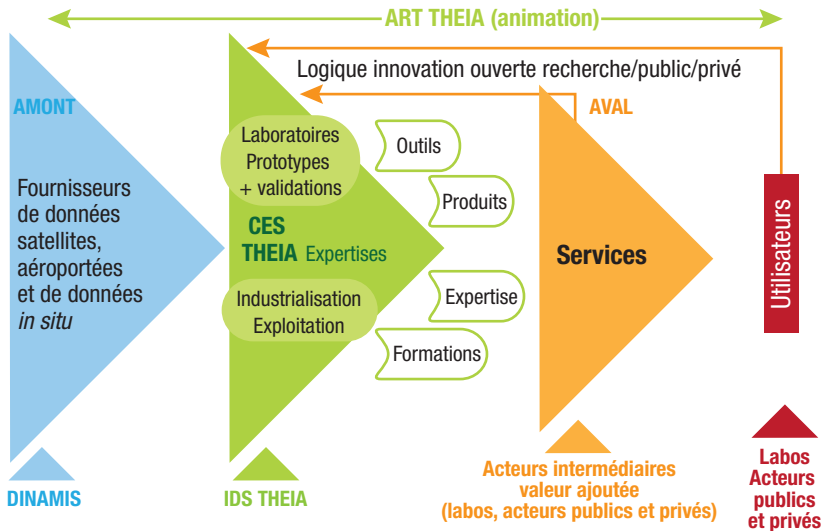 ART THEIA (animation)
Logique innovation ouverte recherche/public/privé
AMONT
Fournisseurs
de données
satellites,
aéroportées
et de données
in situ
DINAMIS
Laboratoires
Prototypes
+ validations
CES
THEIA Expertises
Industrialisation
Exploitation
IDS THEIA
Outils
Produits
Expertise
Formations
AVAL
Services
Acteurs intermédiaires
valeur ajoutée
(labos, acteurs publics et privés)
Utilisateurs
Labos
Acteurs
publics
et privés